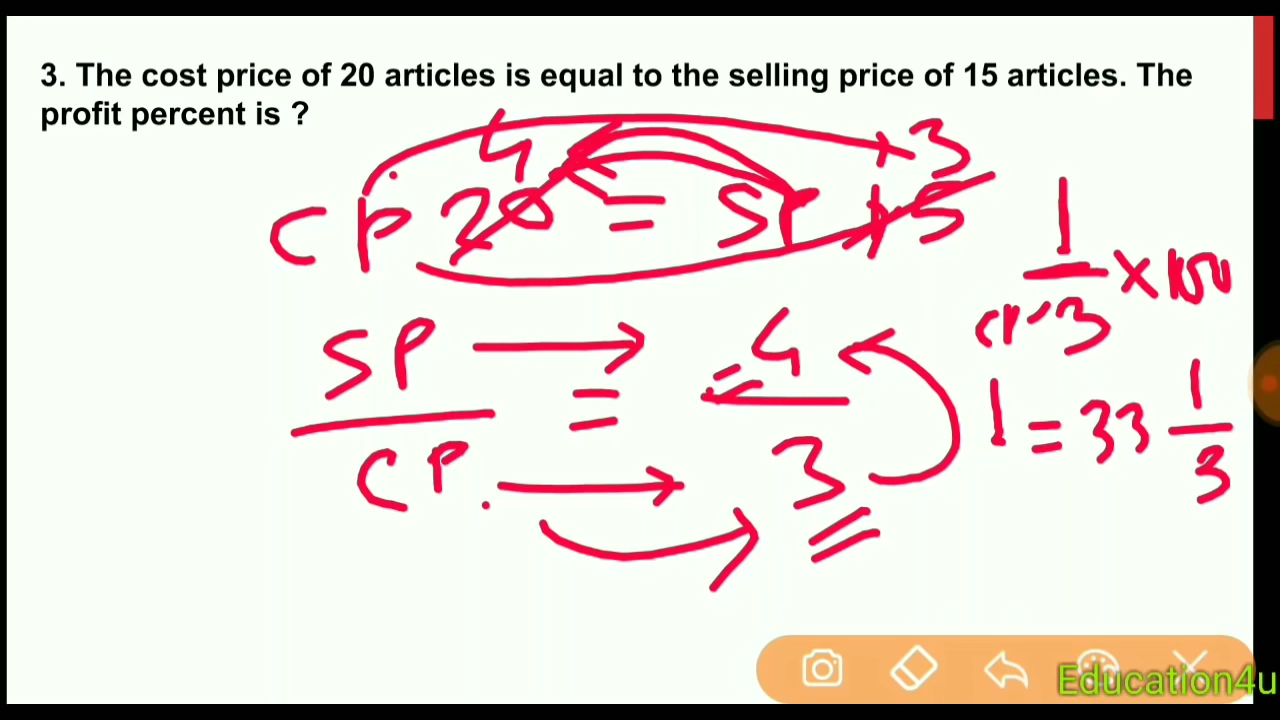 3. The cost price of 20 articles is equal to the selling price of 15 articles. The
profit percent is ?
4 3
CP 20 = SP 15
1/CP·3 × 100
SP/CP = 4/3
1 = 33 1/3
Education4u